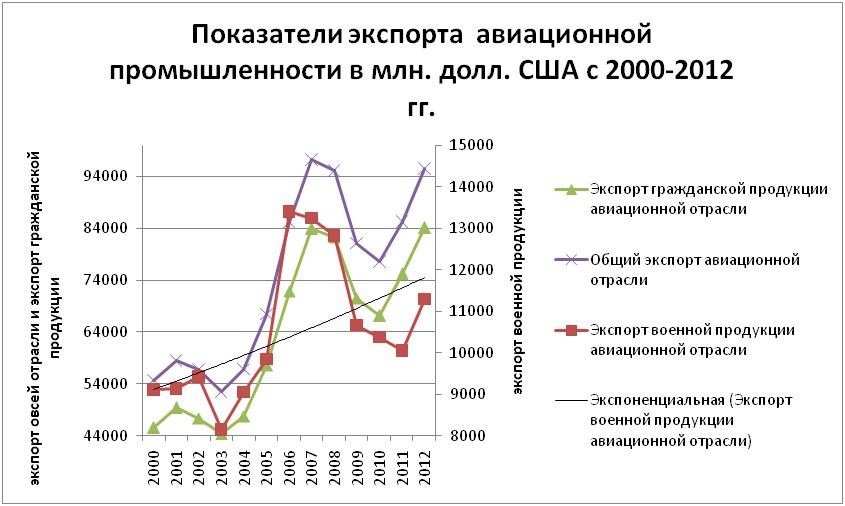 Показатели экспорта авиационной
промышленности в млн. долл. США с 2000-2012
гг.
экспорт овсей отрасли и экспорт гражданской
продукции
94000
84000
74000
64000
54000
44000
15000
14000
13000
12000
11000
10000
9000
8000
экспорт военной продукции
2000
2001
2002
2003
2004
2005
2006
2007
2008
2009
2010
2011
2012
Экспорт гражданской продукции
авиационной отрасли
Общий экспорт авиационной
отрасли
Экспорт военной продукции
авиационной отрасли
Экспоненциальная (Экспорт
военной продукции
авиационной отрасли)